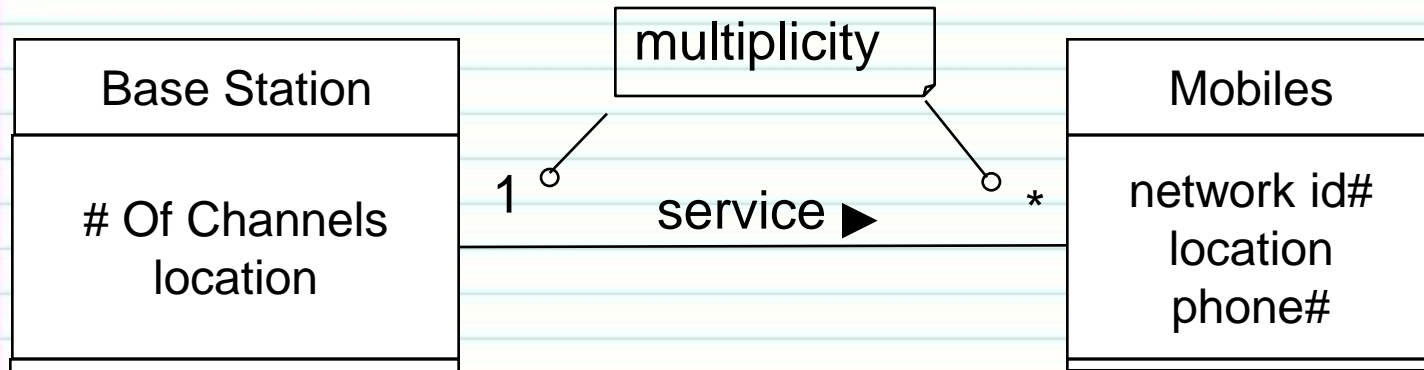 multiplicity
Base Station
# Of Channels
location
1
service ▶
*
Mobiles
network id#
location
phone#